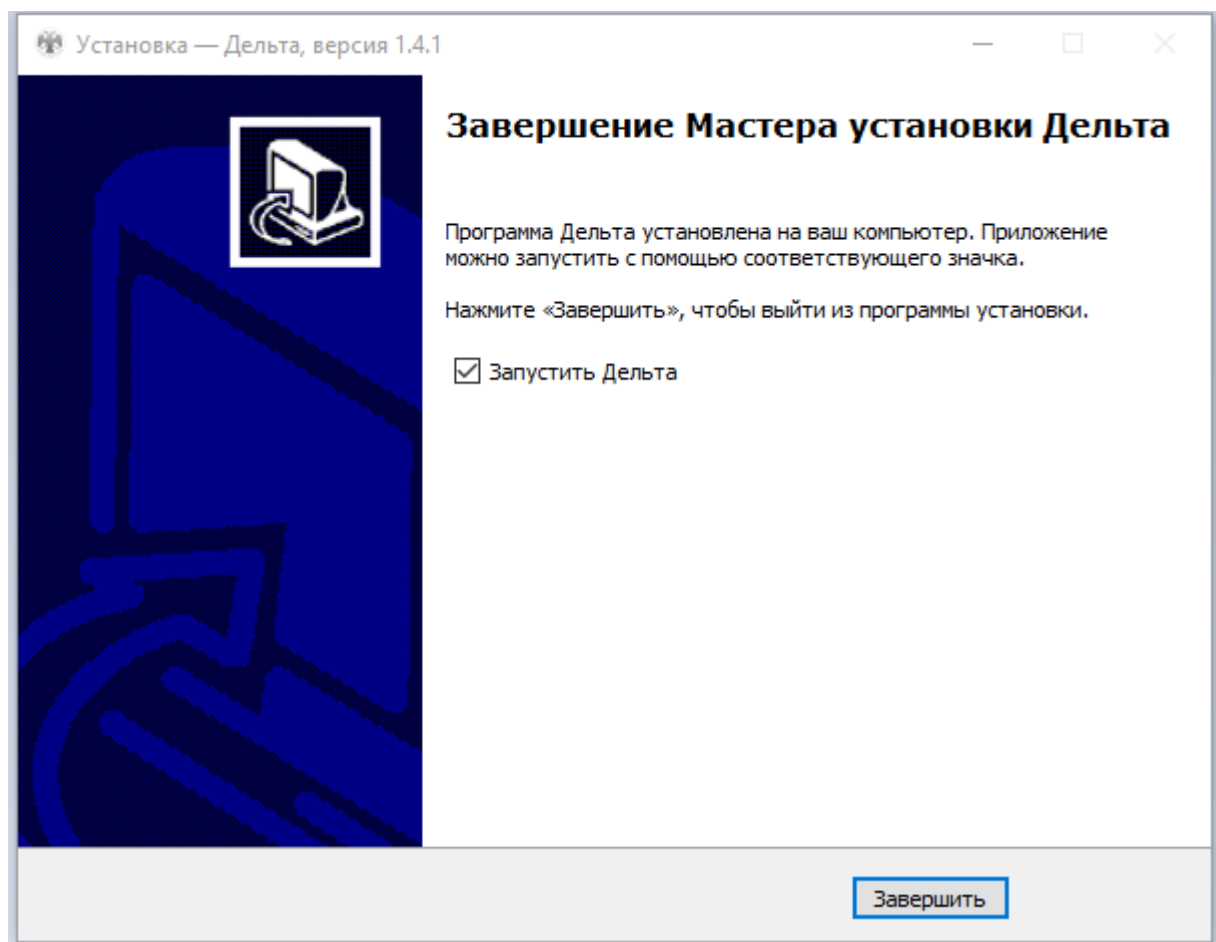 Установка — Дельта, версия 1.4.1
Завершение Мастера установки Дельта
Программа Дельта установлена на ваш компьютер. Приложение
можно запустить с помощью соответствующего значка.
Нажмите «Завершить», чтобы выйти из программы установки.
Запустить Дельта
Завершить